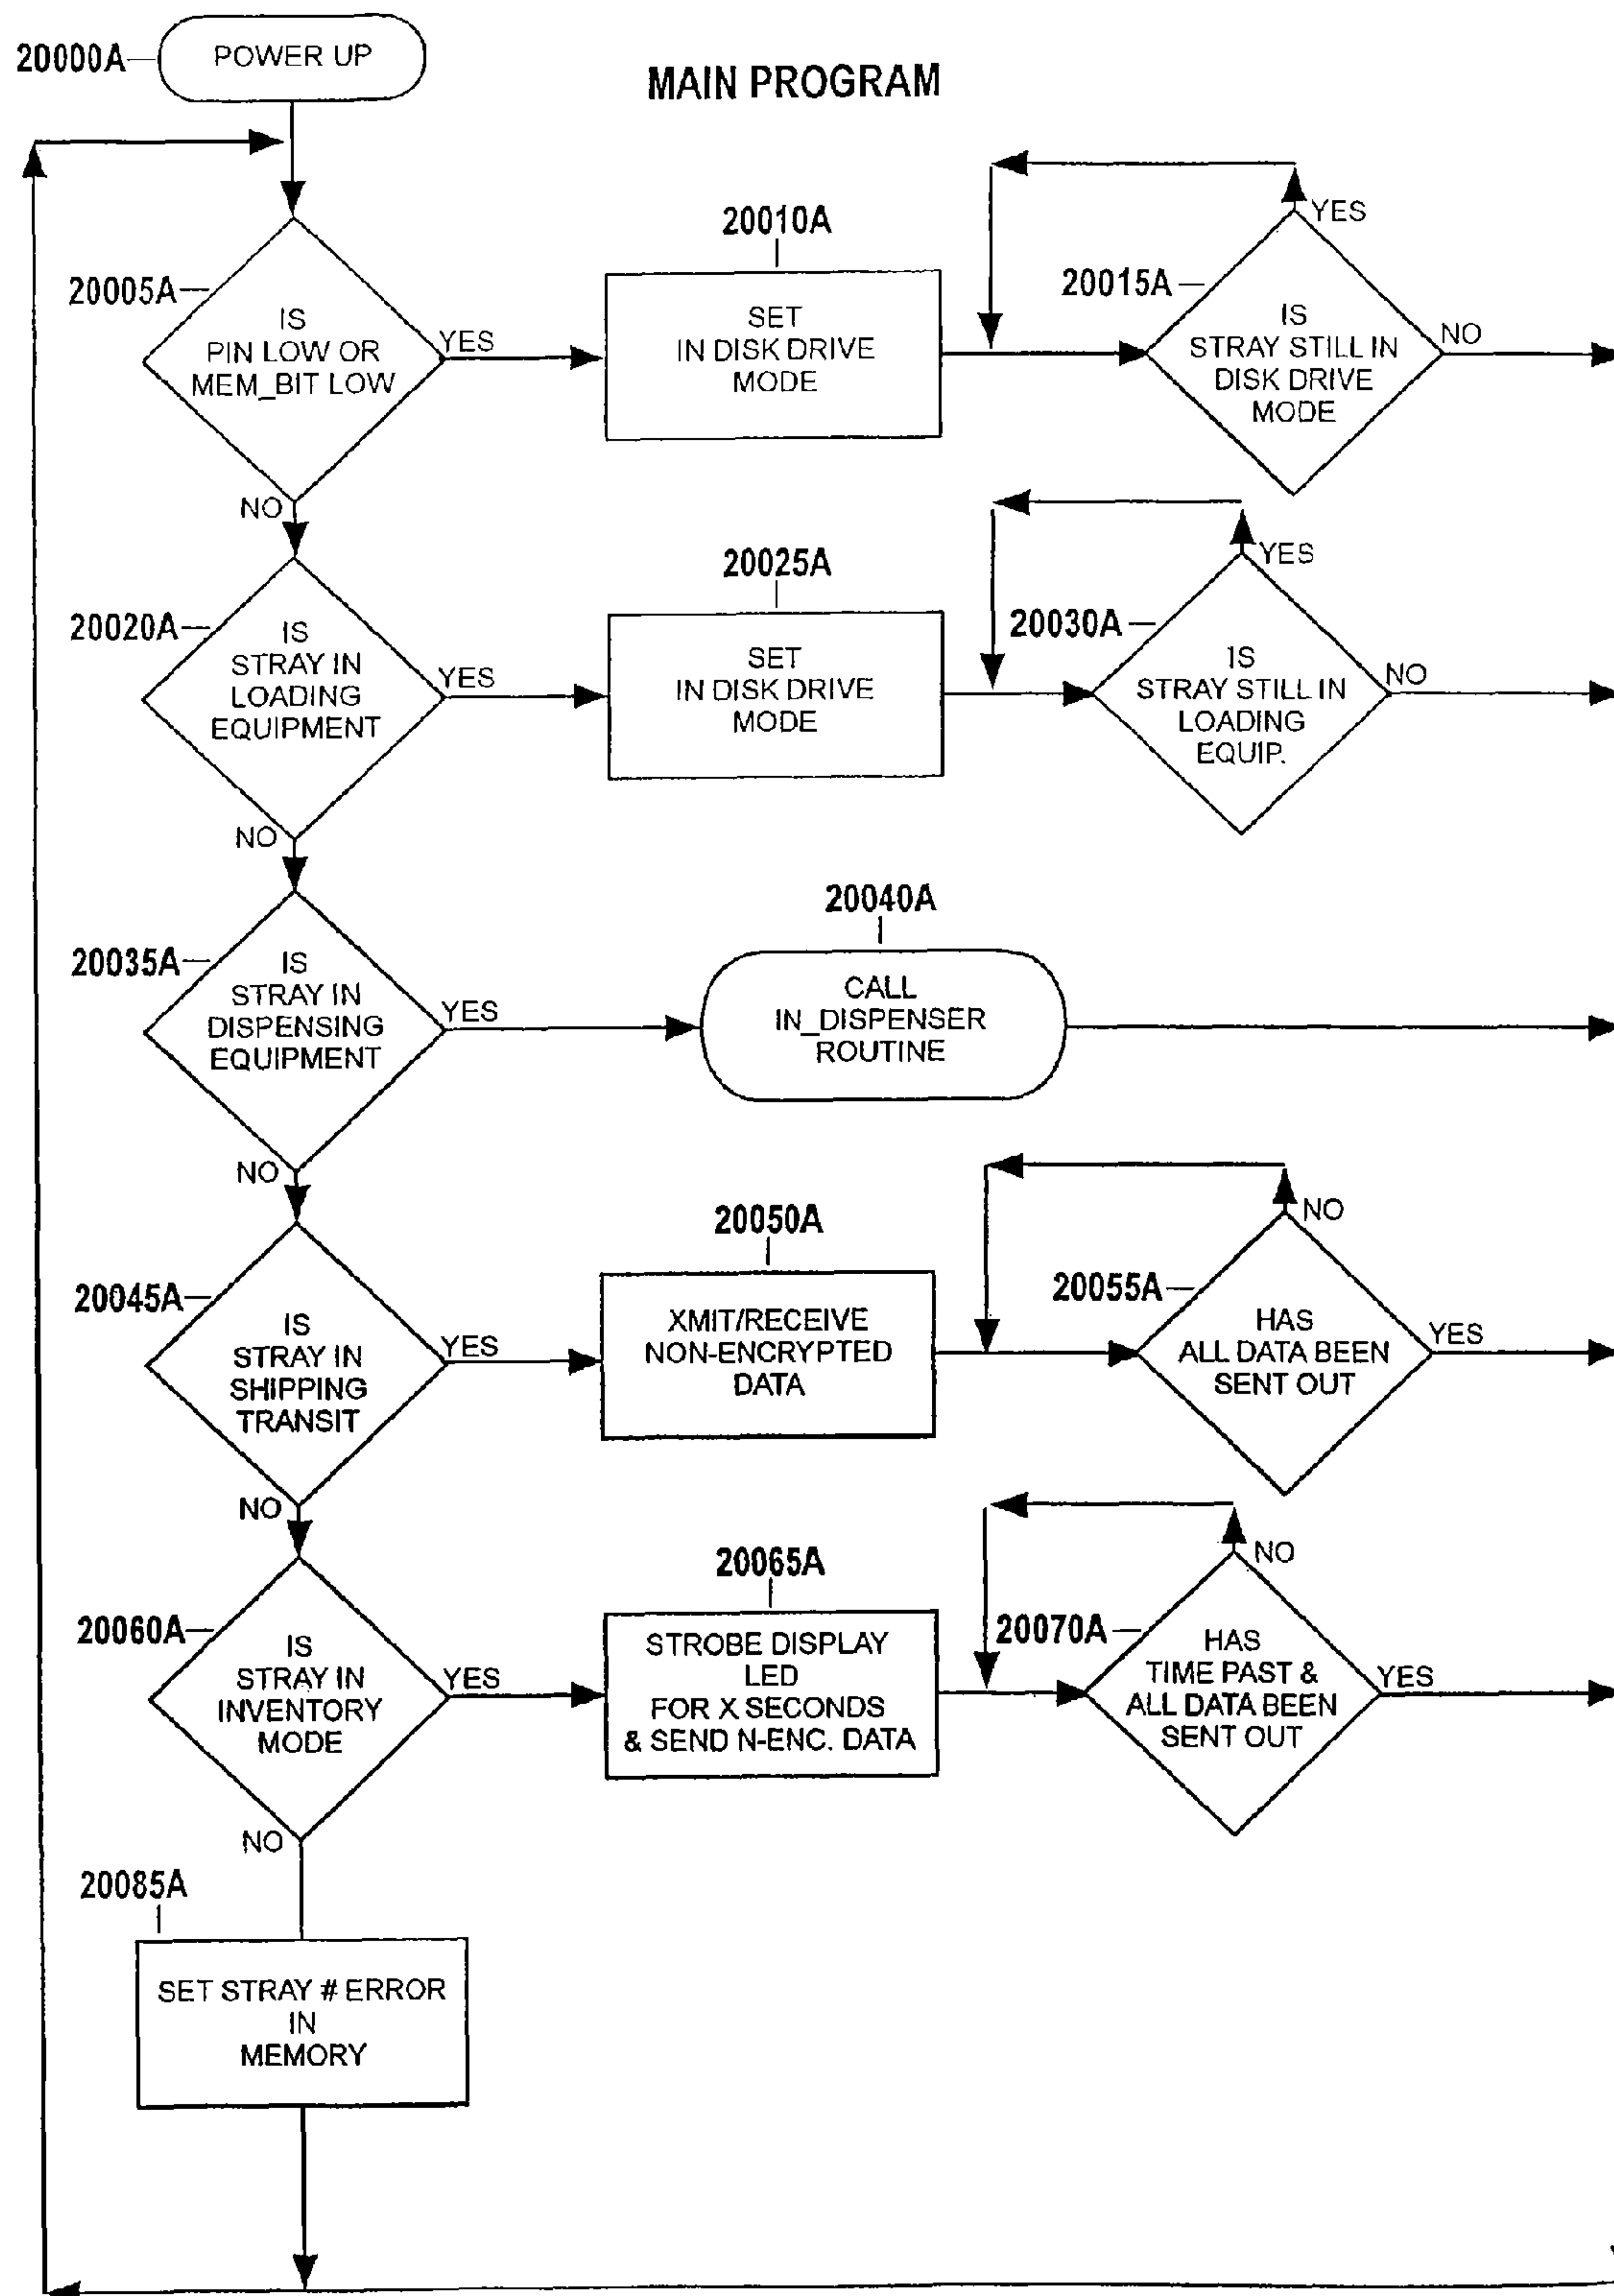 20000A
POWER UP
MAIN PROGRAM
20005A
IS
PIN LOW OR
MEM_BIT LOW
YES
NO
20010A
SET
IN DISK DRIVE
MODE
20015A
IS
STRAY STILL IN
DISK DRIVE
MODE
YES
NO
20020A
IS
STRAY IN
LOADING
EQUIPMENT
YES
NO
20025A
SET
IN DISK DRIVE
MODE
20030A
IS
STRAY STILL IN
LOADING
EQUIP.
YES
NO
20035A
IS
STRAY IN
DISPENSING
EQUIPMENT
YES
NO
20040A
CALL
IN_DISPENSER
ROUTINE
20045A
IS
STRAY IN
SHIPPING
TRANSIT
YES
NO
20050A
XMIT/RECEIVE
NON-ENCRYPTED
DATA
20055A
HAS
ALL DATA BEEN
SENT OUT
NO
YES
20060A
IS
STRAY IN
INVENTORY
MODE
YES
NO
20065A
STROBE DISPLAY
LED
FOR X SECONDS
& SEND N-ENC. DATA
20070A
HAS
TIME PAST &
ALL DATA BEEN
SENT OUT
NO
YES
20085A
SET STRAY # ERROR
IN
MEMORY